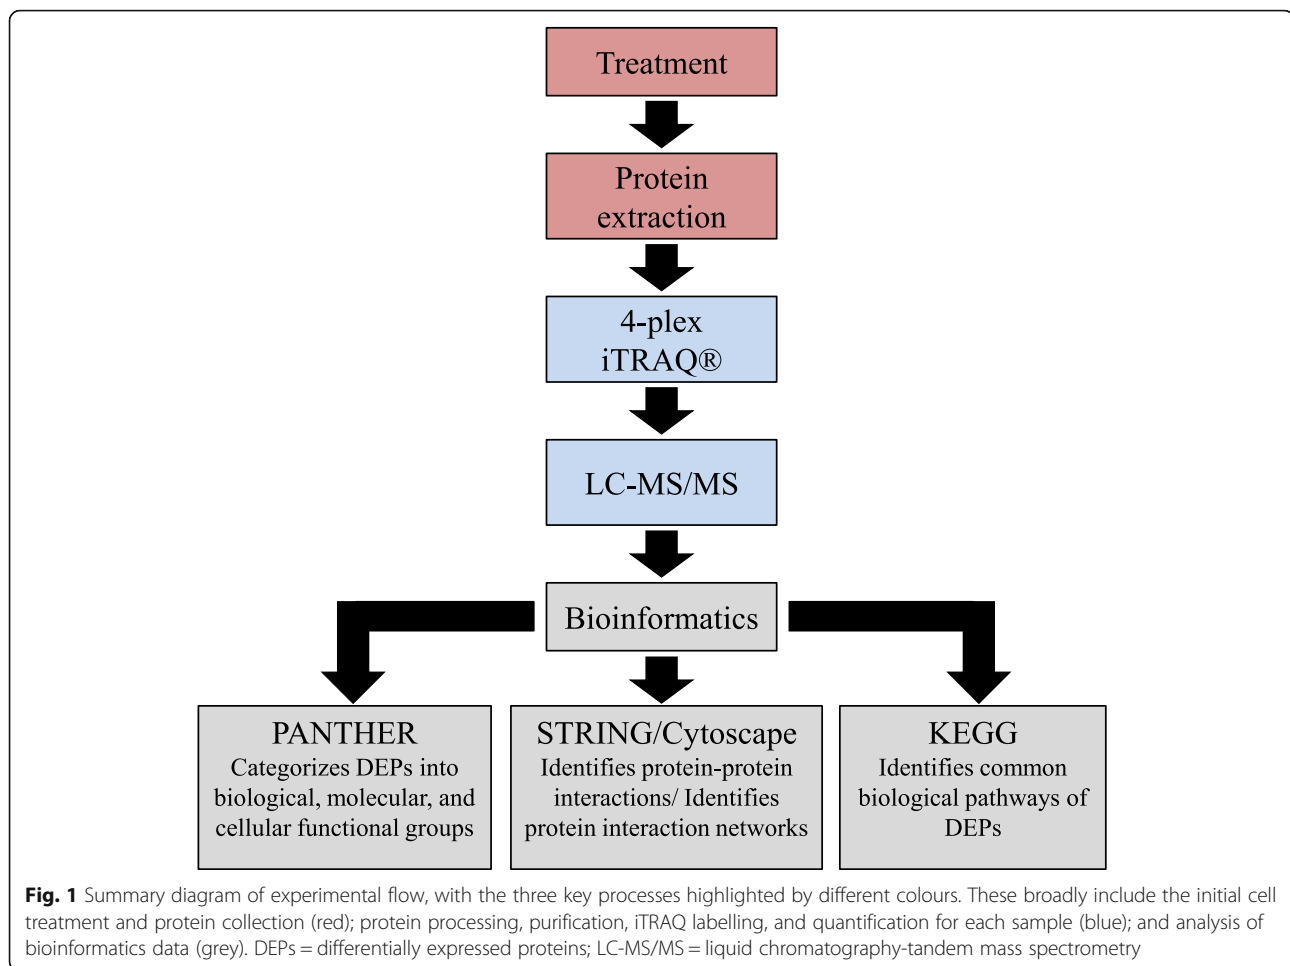 Treatment
Protein
extraction
4-plex
iTRAQ®
LC-MS/MS
Bioinformatics
PANTHER
Categorizes DEPs into
biological, molecular, and
cellular functional groups
STRING/Cytoscape
Identifies protein-protein
interactions/ Identifies
protein interaction networks
KEGG
Identifies common
biological pathways of
DEPs
Fig. 1 Summary diagram of experimental flow, with the three key processes highlighted by different colours. These broadly include the initial cell
treatment and protein collection (red); protein processing, purification, iTRAQ labelling, and quantification for each sample (blue); and analysis of
bioinformatics data (grey). DEPs = differentially expressed proteins; LC-MS/MS = liquid chromatography-tandem mass spectrometry